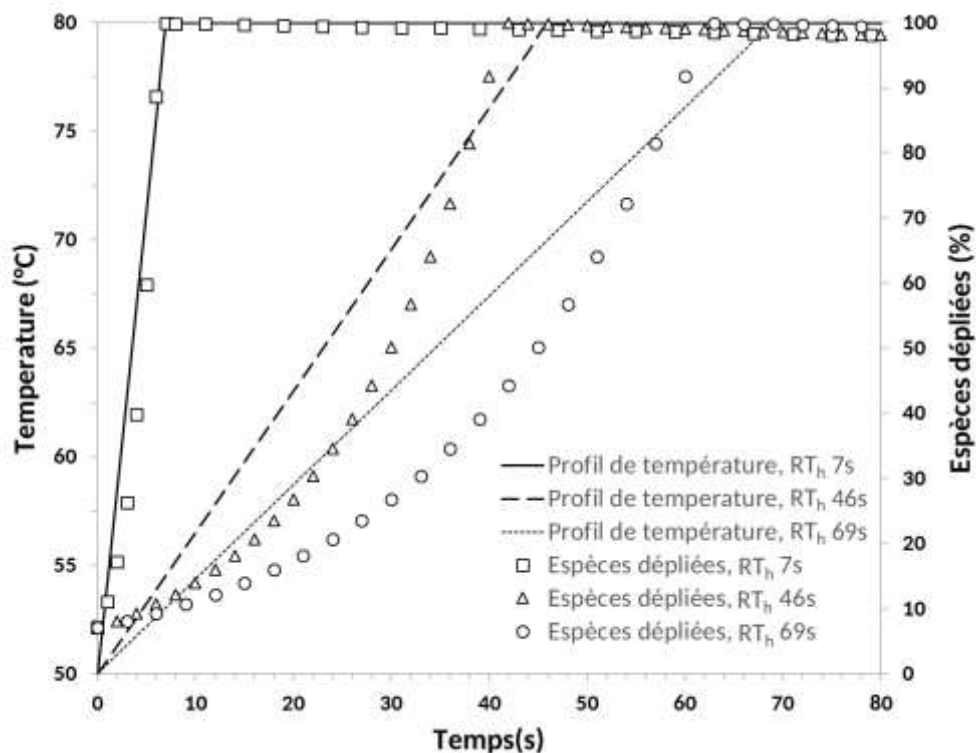 80
75
70
65
60
55
50
Temperature (°C)
100
90
80
70
60
50
40
30
20
10
0
Espèces dépliées (%)
Profil de température, RTh 7s
Profil de temperature, RTh 46s
Profil de température, RTh 69s
Espèces dépliées, RTh 7s
Espèces dépliées, RTh 46s
Espèces dépliées, RTh 69s
0 10 20 30 40 50 60 70 80
Temps(s)